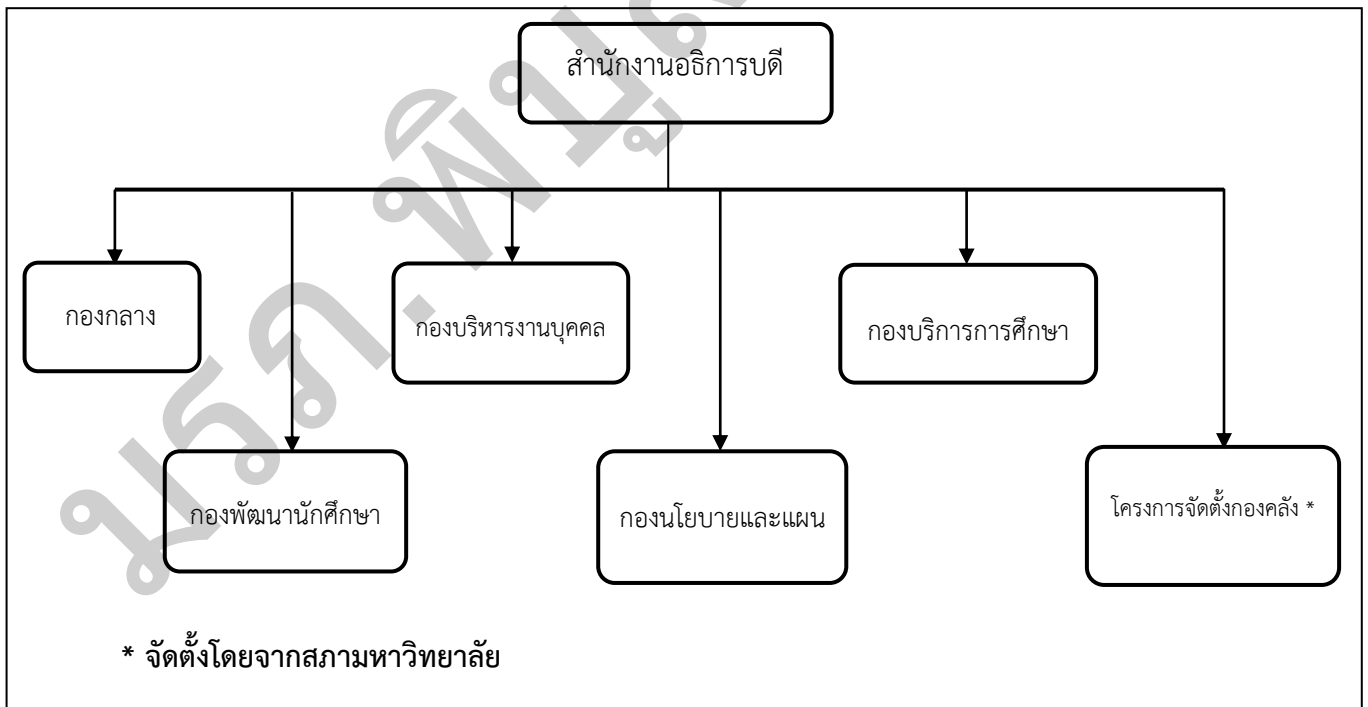 สำนักงานอธิการบดี
กองกลาง
กองบริหารงานบุคคล
กองบริการการศึกษา
กองพัฒนานักศึกษา
กองนโยบายและแผน
โครงการจัดตั้งกองคลัง *
* จัดตั้งโดยจากสภามหาวิทยาลัย